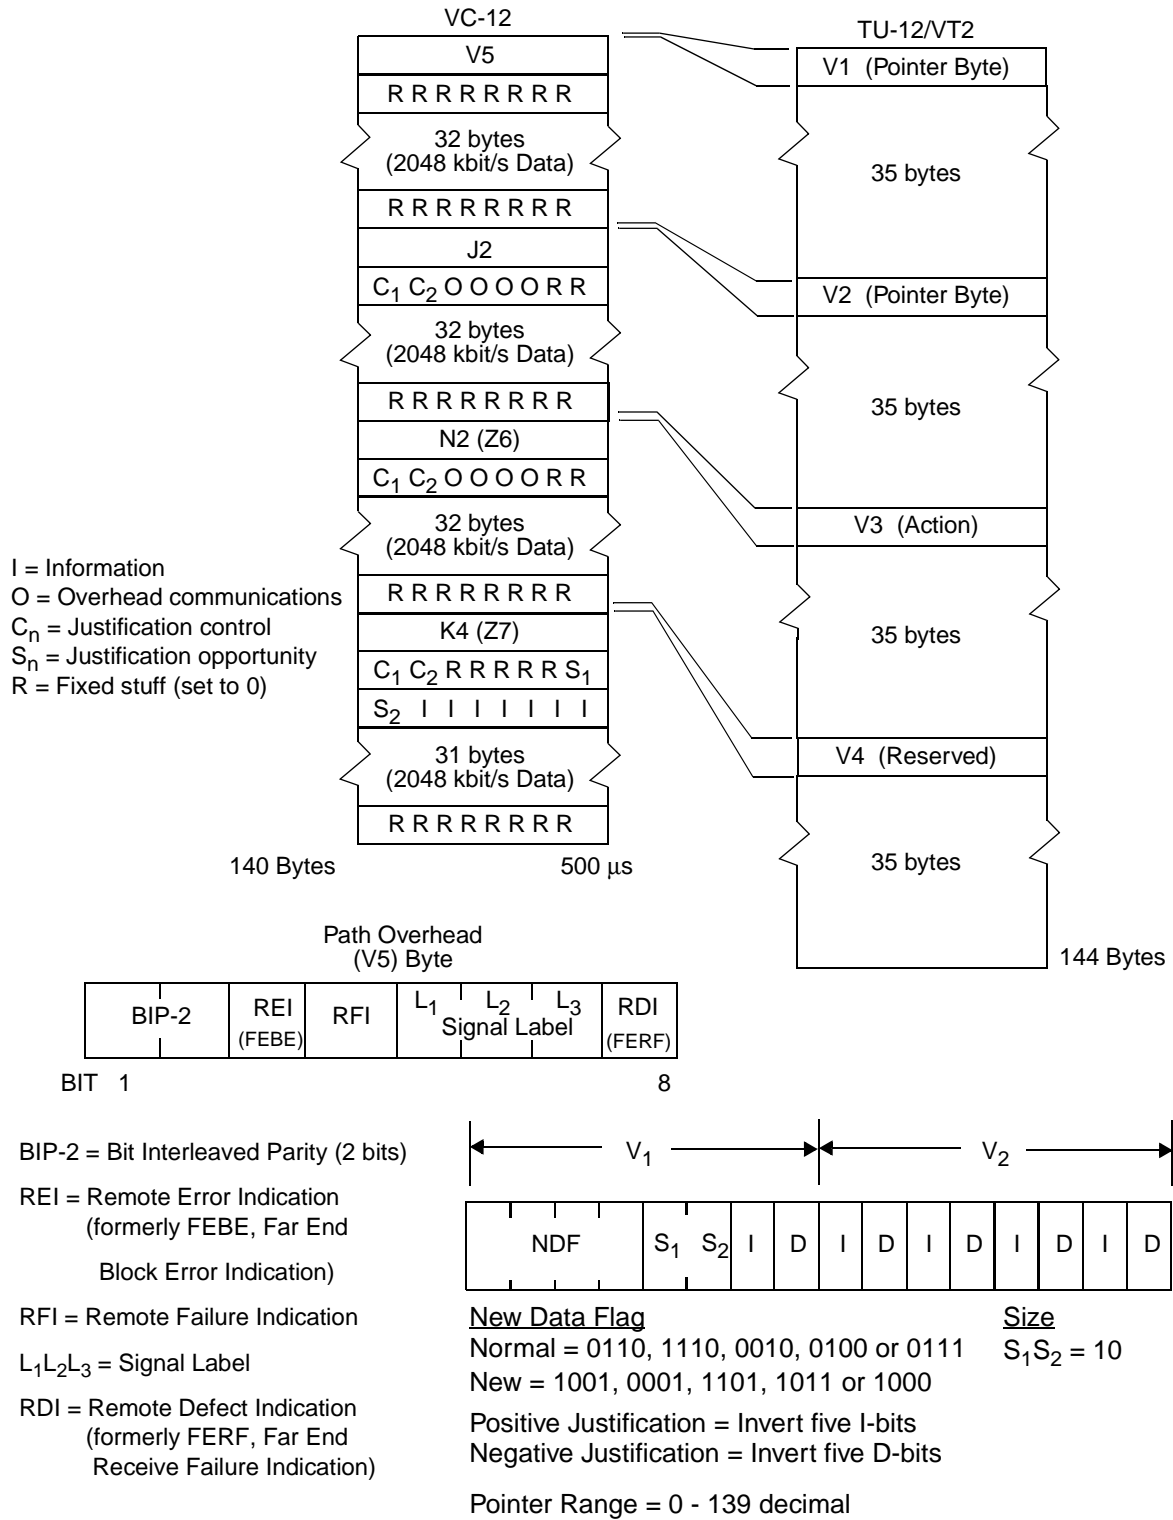 VC-12
V5
R R R R R R R R
32 bytes
(2048 kbit/s Data)
R R R R R R R R
J2
C1 C2 O O O O R R
32 bytes
(2048 kbit/s Data)
R R R R R R R R
N2 (Z6)
C1 C2 O O O O R R
32 bytes
(2048 kbit/s Data)
R R R R R R R R
K4 (Z7)
C1 C2 R R R R R S1
S2 I I I I I I I
31 bytes
(2048 kbit/s Data)
R R R R R R R R
140 Bytes
500 µs
TU-12/VT2
V1 (Pointer Byte)
35 bytes
V2 (Pointer Byte)
35 bytes
V3 (Action)
35 bytes
V4 (Reserved)
35 bytes
144 Bytes
I = Information
O = Overhead communications
Cn = Justification control
Sn = Justification opportunity
R = Fixed stuff (set to 0)
Path Overhead
(V5) Byte
BIP-2
REI
(FEBE)
RFI
L1 L2 L3
Signal Label
RDI
(FERF)
BIT 1 8
BIP-2 = Bit Interleaved Parity (2 bits)
REI = Remote Error Indication
(formerly FEBE, Far End
Block Error Indication)
RFI = Remote Failure Indication
L1L2L3 = Signal Label
RDI = Remote Defect Indication
(formerly FERF, Far End
Receive Failure Indication)
V1 V2
NDF S1 S2 I D I D I D I D I D
New Data Flag
Normal = 0110, 1110, 0010, 0100 or 0111
New = 1001, 0001, 1101, 1011 or 1000
Size
S1S2 = 10
Positive Justification = Invert five I-bits
Negative Justification = Invert five D-bits
Pointer Range = 0 - 139 decimal